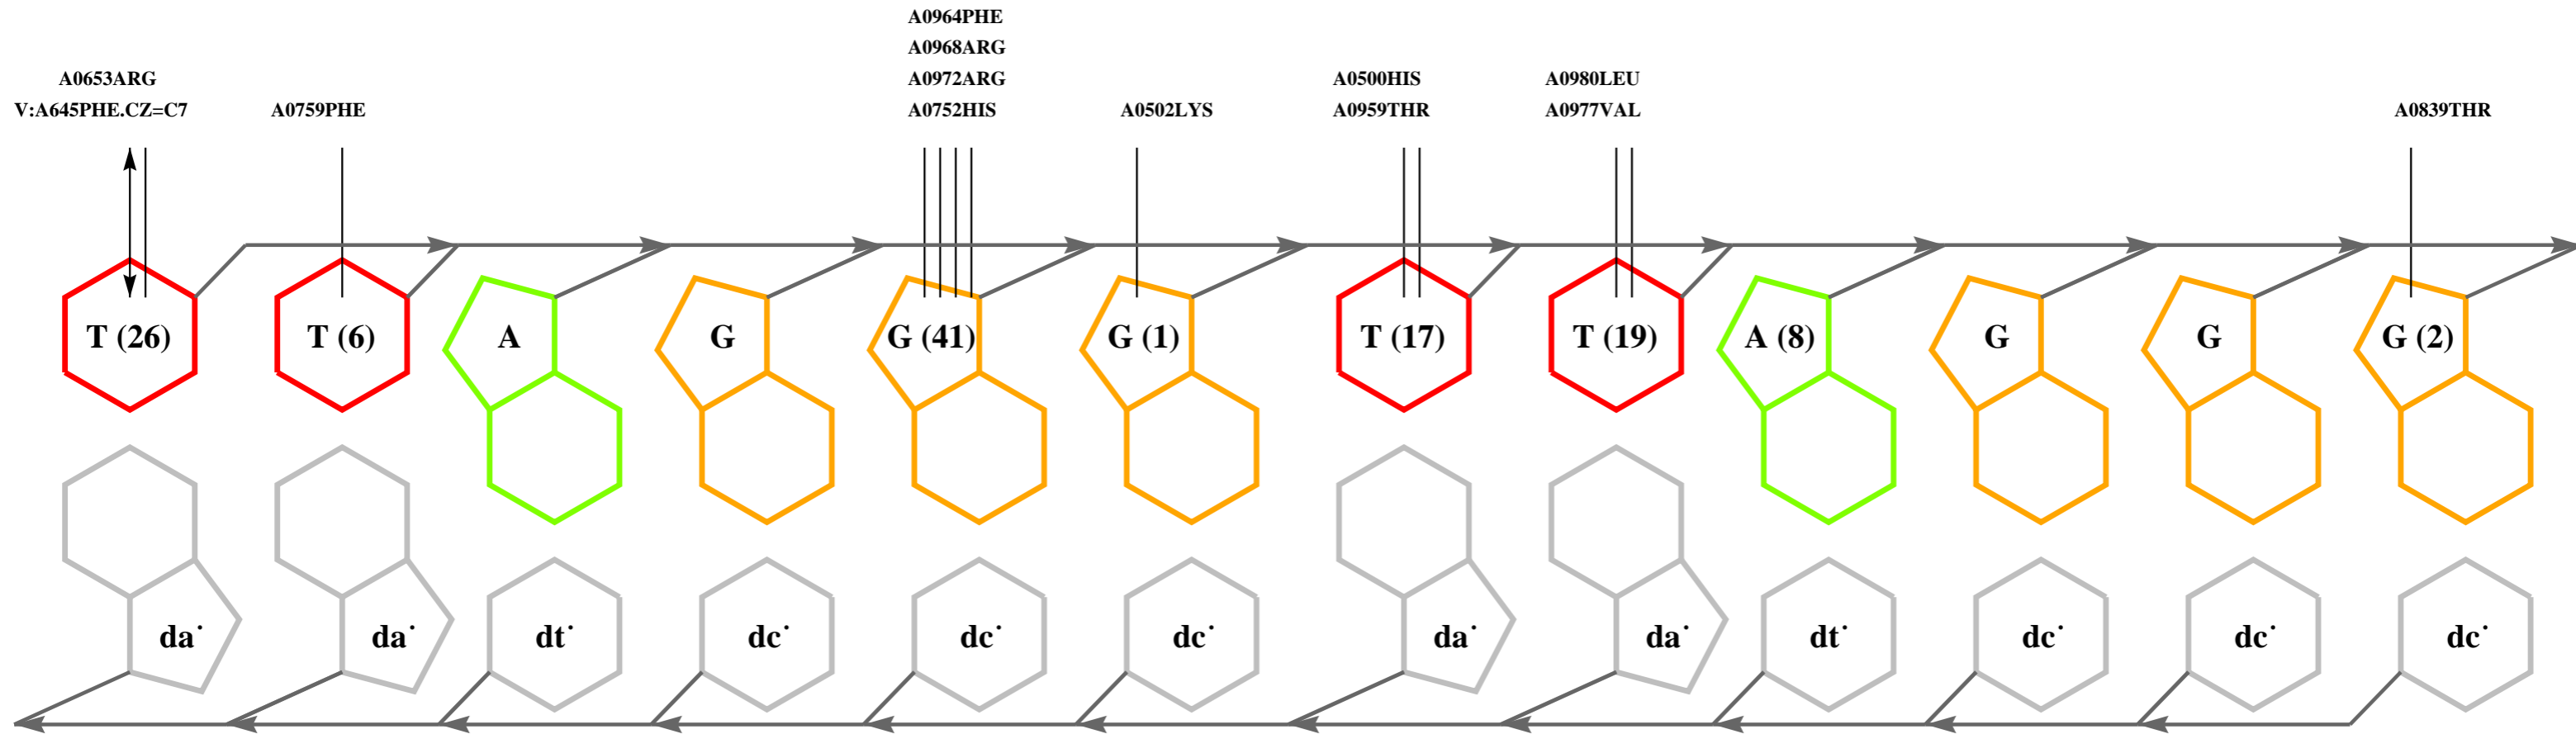 A0964PHE
A0968ARG
A0653ARG A0972ARG A0500HIS A0980LEU
V:A645PHE.CZ=C7 A0759PHE A0752HIS A0502LYS A0959THR A0977VAL A0839THR
T (26) T (6) A G G (41) G (1) T (17) T (19) A (8) G G G (2)
da· da· dt· dc· dc· dc· da· da· dt· dc· dc· dc·